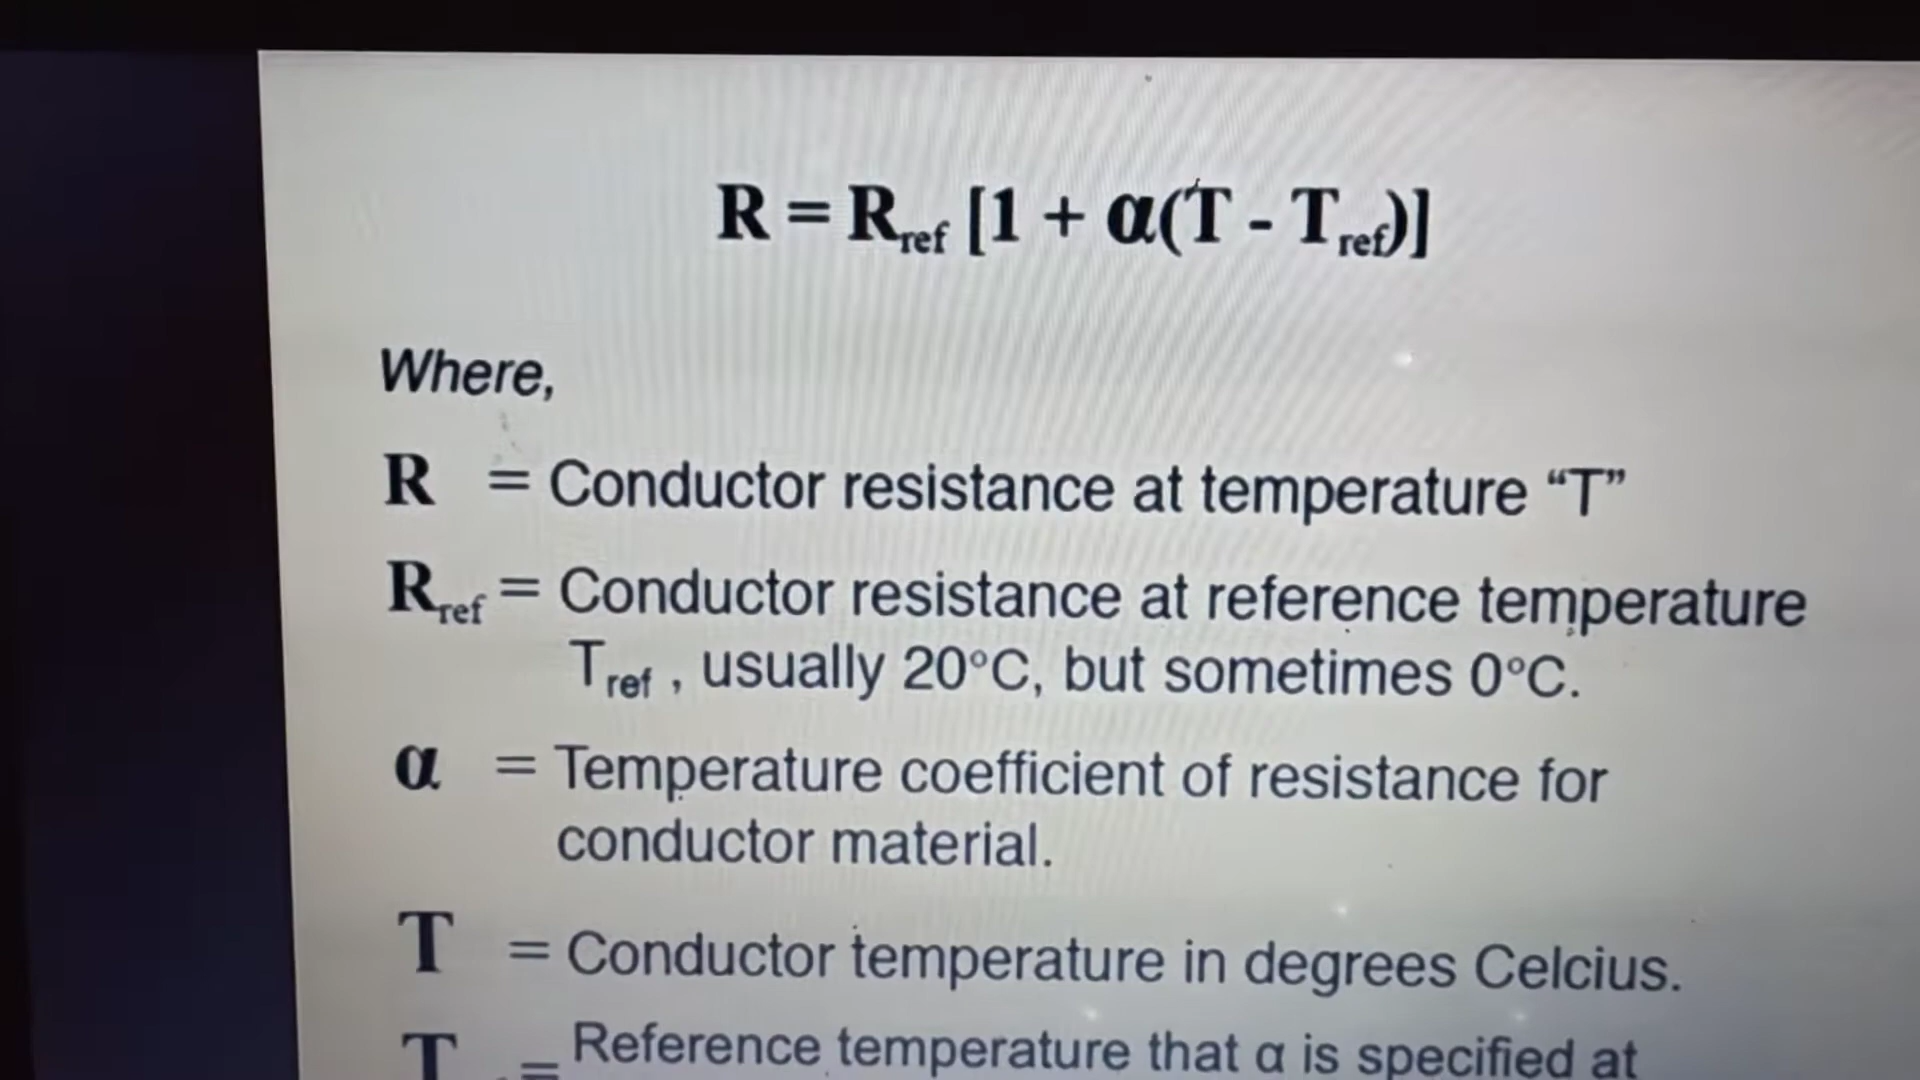 R = Rref [1 + α(T - Tref)]
Where,
R = Conductor resistance at temperature “T”
Rref = Conductor resistance at reference temperature
Tref , usually 20°C, but sometimes 0°C.
α = Temperature coefficient of resistance for
conductor material.
T = Conductor temperature in degrees Celcius.
T = Reference temperature that α is specified at